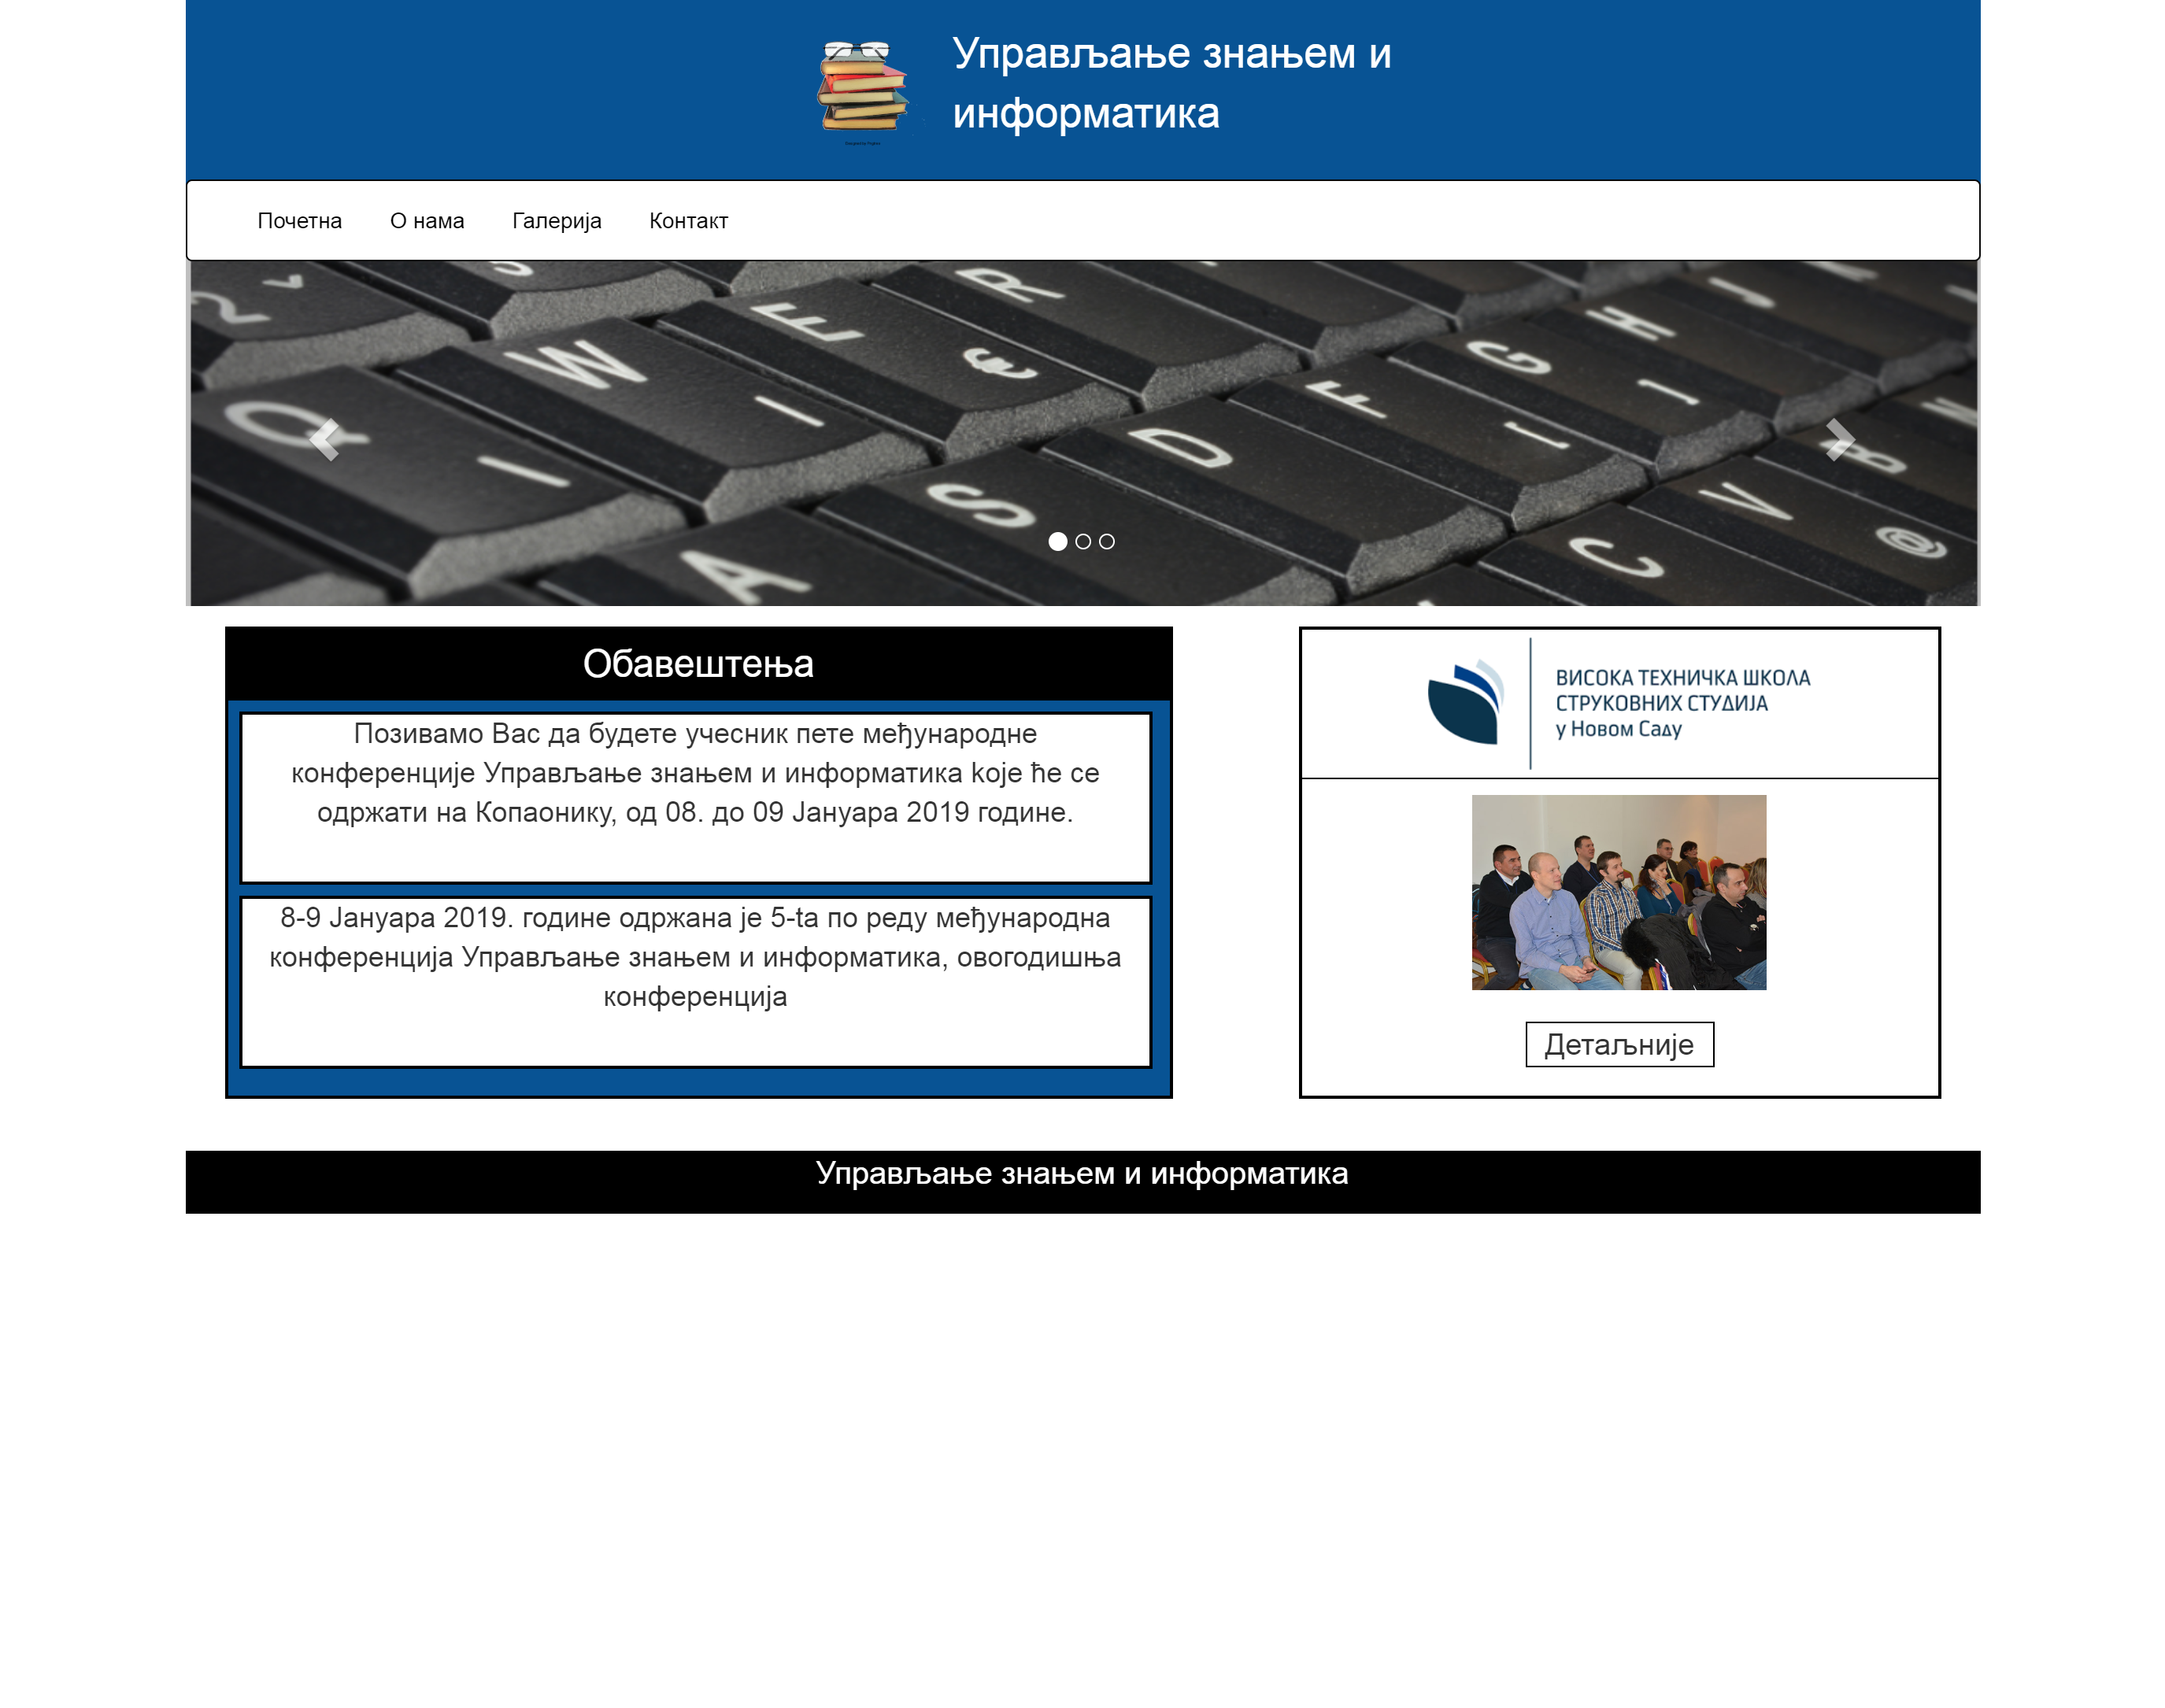 Управљање знањем и
информатика
Почетна О нама Галерија Контакт
2
W E R
Q S D F G H J
A C V B N
€ @
Обавештења
Позивамо Вас да будете учесник пете међународне
конференције Управљање знањем и информатика које ће се
одржати на Копаонику, од 08. до 09 Јануара 2019 године.
8-9 Јануара 2019. године одржана је 5-ta по реду међународна
конференција Управљање знањем и информатика, овогодишња
конференција
ВИСОКА ТЕХНИЧКА ШКОЛА
СТРУКОВНИХ СТУДИЈА
у Новом Саду
Детаљније
Управљање знањем и информатика